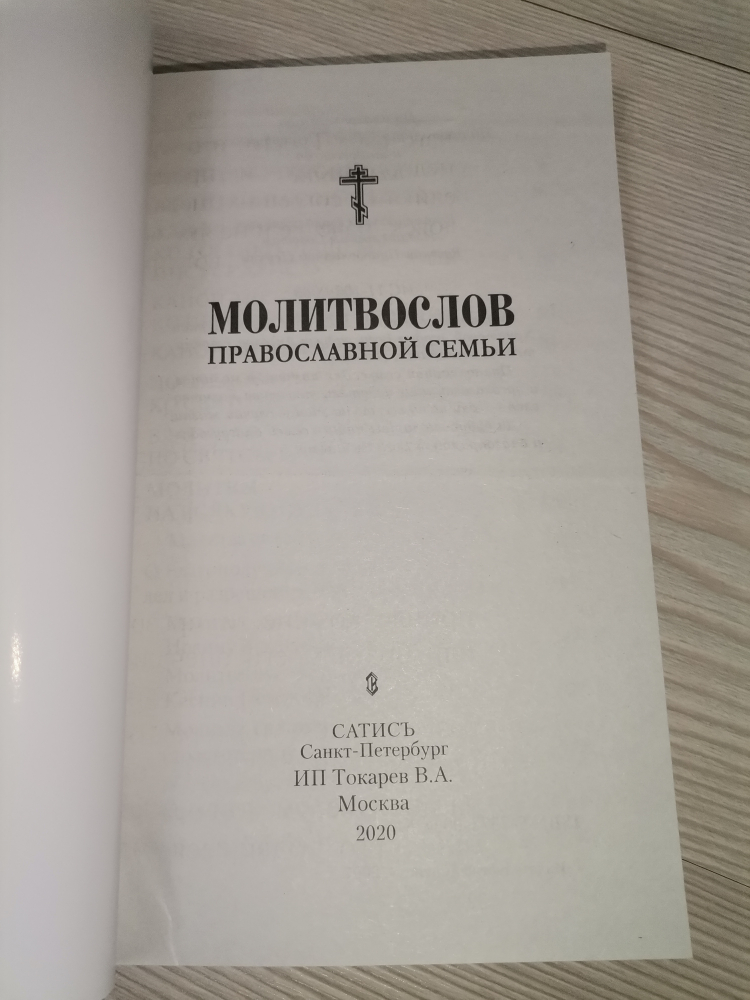 МОЛИТВОСЛОВ
ПРАВОСЛАВНОЙ СЕМЬИ
САТИСЪ
Санкт-Петербург
ИП Токарев В.А.
Москва
2020